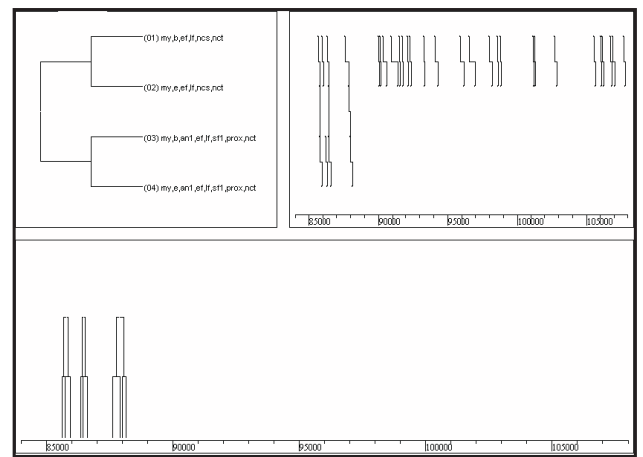 (01) my,b,ef,lf,ncs,nct
(02) my,e,ef,lf,ncs,nct
(03) my,b,an1,ef,lf,sf1,prox,nct
(04) my,e,an1,ef,lf,sf1,prox,nct
85000 90000 95000 100000 105000
85000 90000 95000 100000 105000